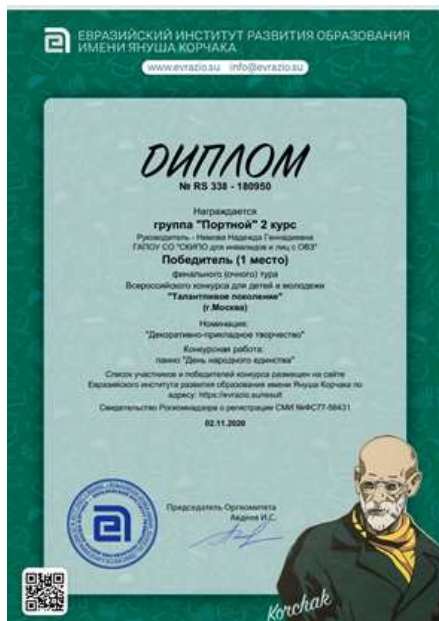 ЕВРАЗИЙСКИЙ ИНСТИТУТ РАЗВИТИЯ ОБРАЗОВАНИЯ
ИМЕНИ ЯНУША КОРЧАКА
www.evrazio.su info@evrazio.su
ДИПЛОМ
№ RS 338 - 180950
Награждается
группа "Портной" 2 курс
Руководитель - Надежда Геннадиевна
ГАПОУ СО "СКИПО для инвалидов и лиц с ОВЗ"
Победитель (1 место)
финального (очного) тура
Всероссийского конкурса для детей и молодежи
"Талантливое поколение"
(г.Москва)
Номинация:
"Декоративно-прикладное творчество"
Конкурсная работа:
панно "День народного единства"
Список участников и победителей конкурса размещен на сайте
Евразийского института развития образования имени Януша Корчака по
адресу: https://evrazio.su/result
Свидетельство Роскомнадзора о регистрации СМИ №ФС77-58431
02.11.2020
Председатель Оргкомитета
Авдеев И.С.
Korchak